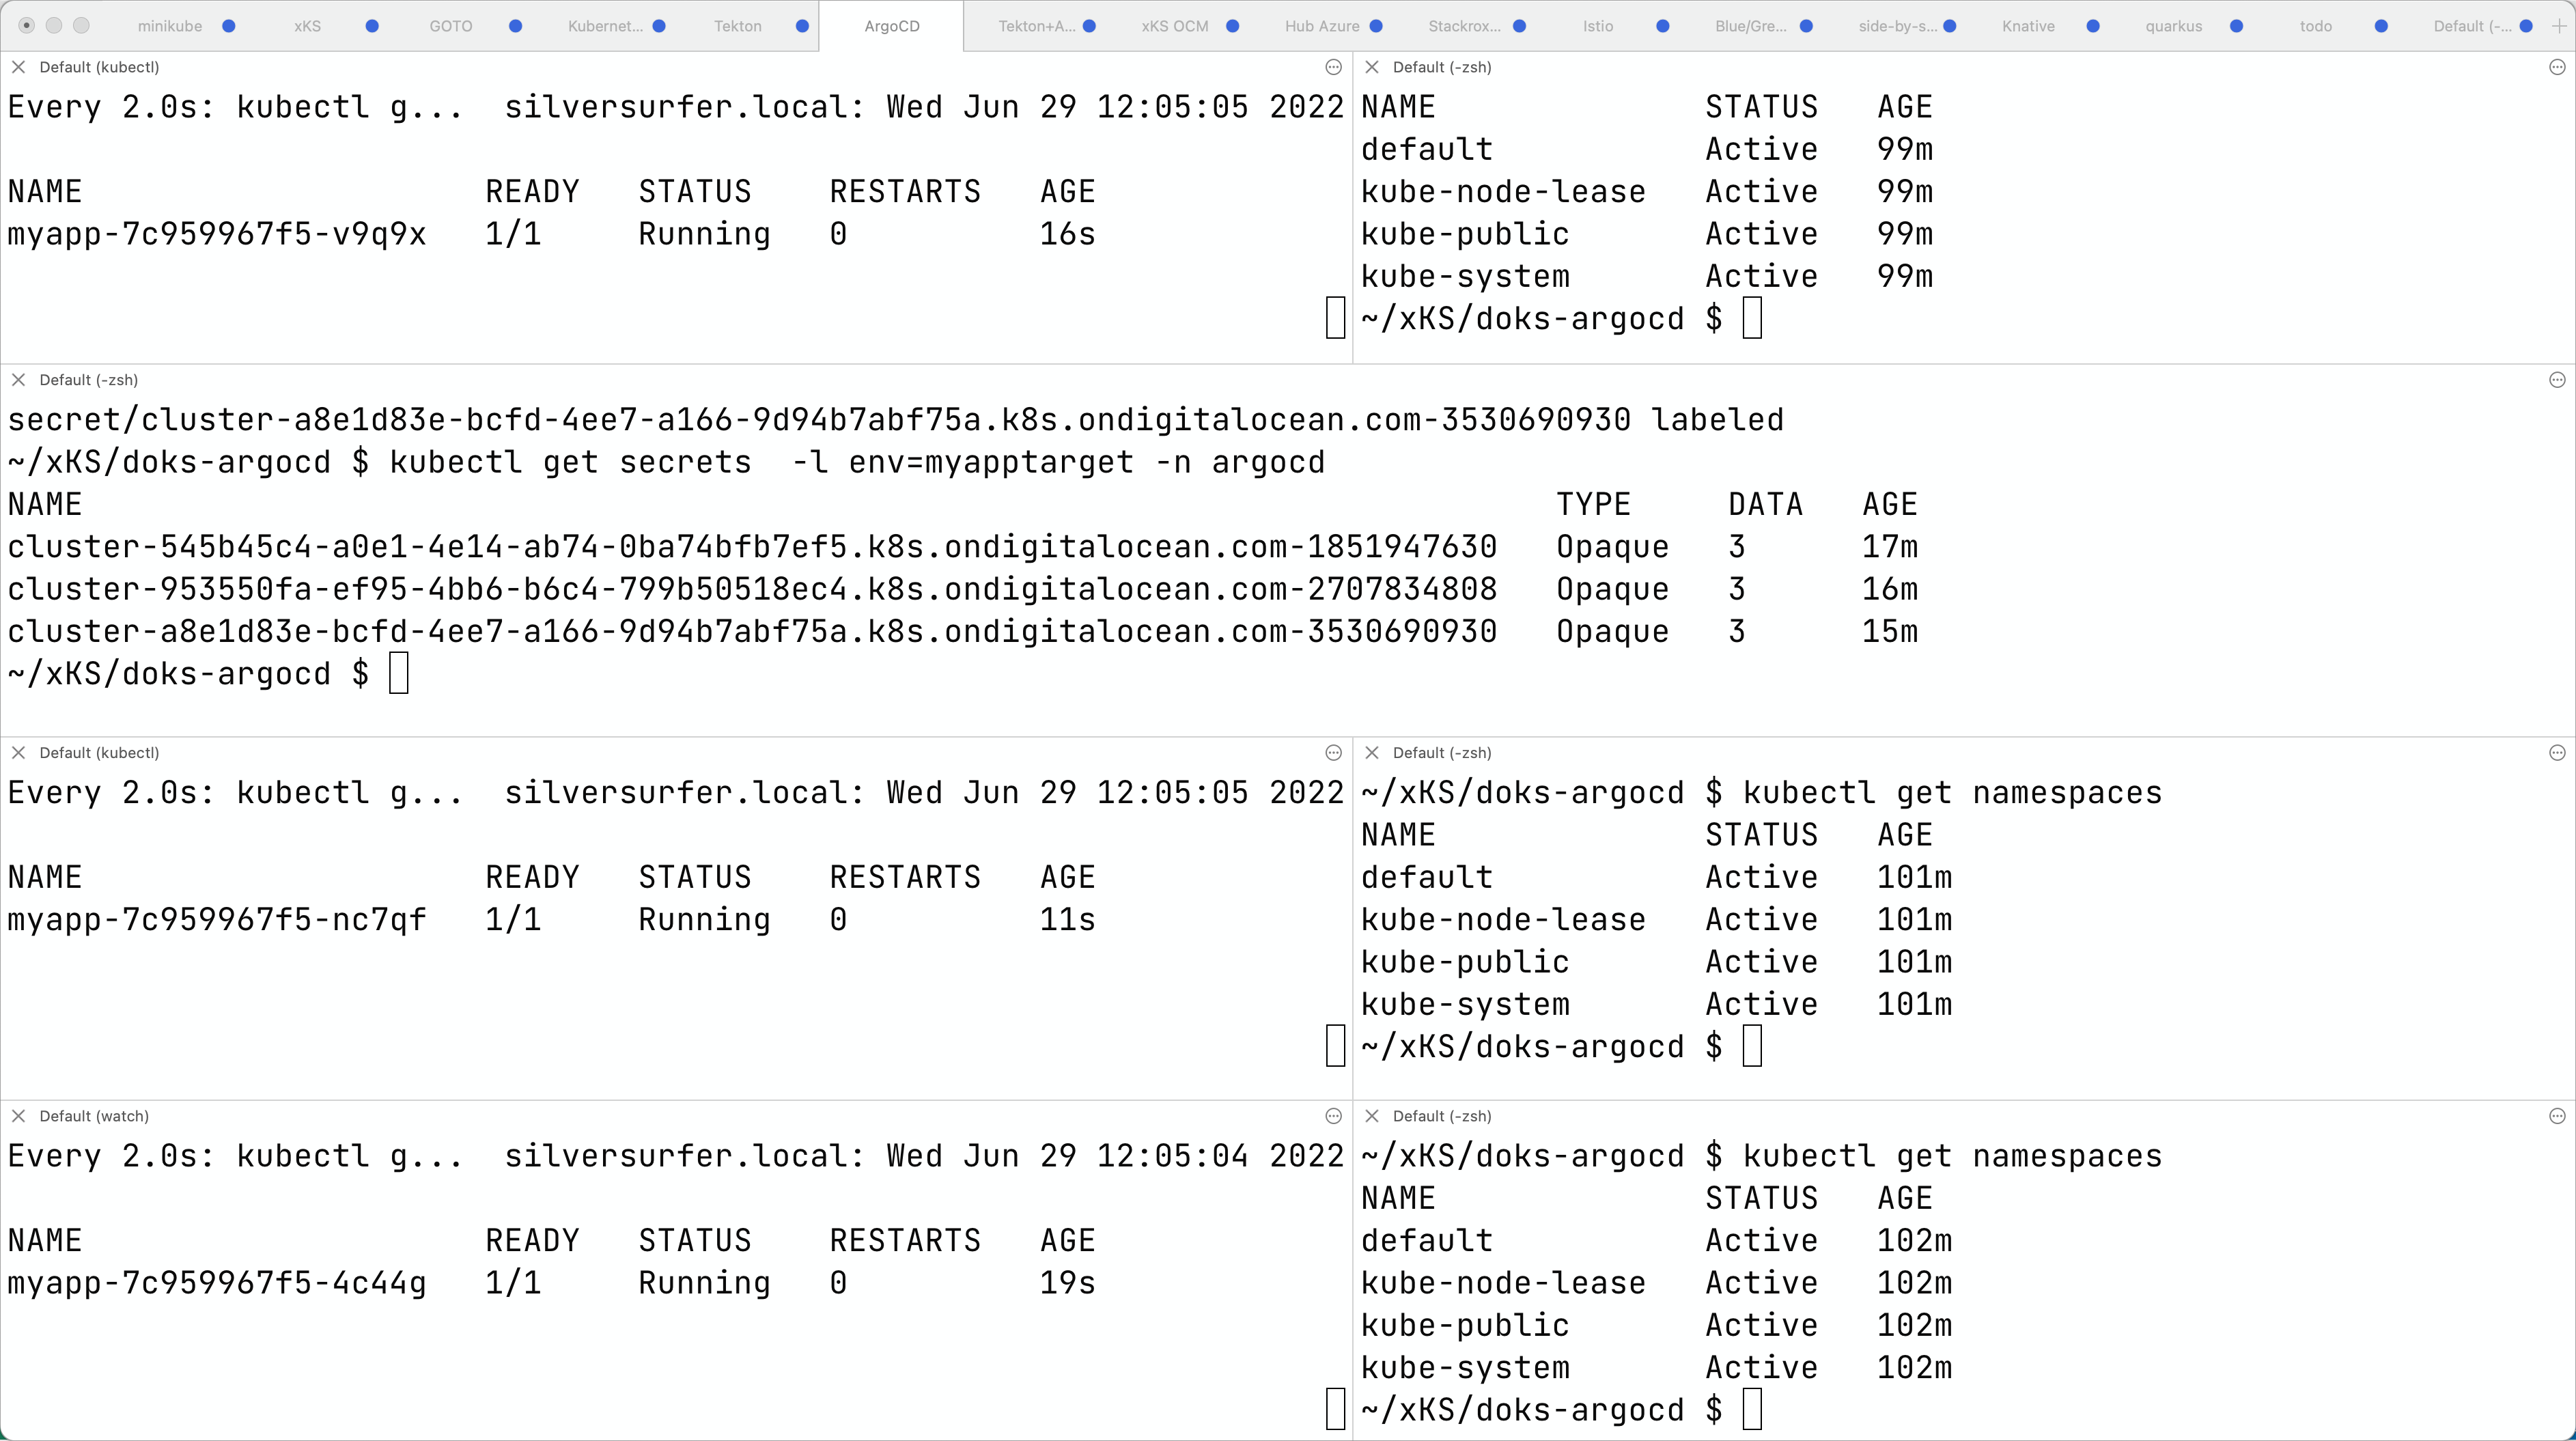 minikube xKS GOTO Kubernet... Tekton ArgoCD Tekton+A... xKS OCM Hub Azure Stackrox... Istio Blue/Gre... side-by-s... Knative quarkus todo Default (-...
Default (kubectl)
Every 2.0s: kubectl g...  silversurfer.local: Wed Jun 29 12:05:05 2022
NAME READY STATUS RESTARTS AGE
myapp-7c959967f5-v9q9x 1/1 Running 0 16s
Default (-zsh)
NAME STATUS AGE
default Active 99m
kube-node-lease Active 99m
kube-public Active 99m
kube-system Active 99m
~/xKS/doks-argocd $
Default (-zsh)
secret/cluster-a8e1d83e-bcfd-4ee7-a166-9d94b7abf75a.k8s.ondigitalocean.com-3530690930 labeled
~/xKS/doks-argocd $ kubectl get secrets  -l env=myapptarget -n argocd
NAME TYPE DATA AGE
cluster-545b45c4-a0e1-4e14-ab74-0ba74bfb7ef5.k8s.ondigitalocean.com-1851947630 Opaque 3 17m
cluster-953550fa-ef95-4bb6-b6c4-799b50518ec4.k8s.ondigitalocean.com-2707834808 Opaque 3 16m
cluster-a8e1d83e-bcfd-4ee7-a166-9d94b7abf75a.k8s.ondigitalocean.com-3530690930 Opaque 3 15m
~/xKS/doks-argocd $
Default (kubectl)
Every 2.0s: kubectl g...  silversurfer.local: Wed Jun 29 12:05:05 2022
NAME READY STATUS RESTARTS AGE
myapp-7c959967f5-nc7qf 1/1 Running 0 11s
Default (-zsh)
~/xKS/doks-argocd $ kubectl get namespaces
NAME STATUS AGE
default Active 101m
kube-node-lease Active 101m
kube-public Active 101m
kube-system Active 101m
~/xKS/doks-argocd $
Default (watch)
Every 2.0s: kubectl g...  silversurfer.local: Wed Jun 29 12:05:04 2022
NAME READY STATUS RESTARTS AGE
myapp-7c959967f5-4c44g 1/1 Running 0 19s
Default (-zsh)
~/xKS/doks-argocd $ kubectl get namespaces
NAME STATUS AGE
default Active 102m
kube-node-lease Active 102m
kube-public Active 102m
kube-system Active 102m
~/xKS/doks-argocd $